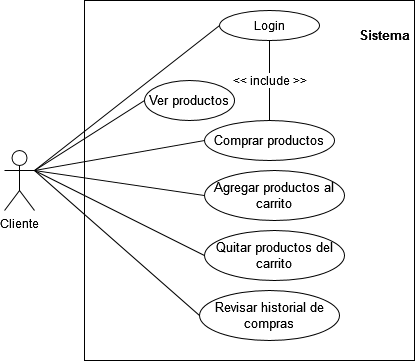 Login
Sistema
<< include >>
Ver productos
Comprar productos
Agregar productos al
carrito
Cliente
Quitar productos del
carrito
Revisar historial de
compras